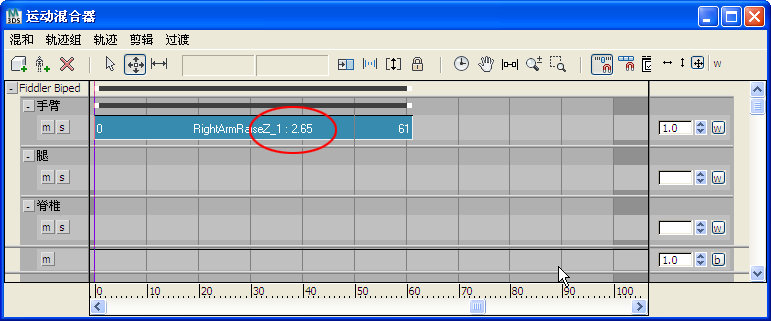 运动混合器
混和 轨迹组 轨迹 剪辑 过渡
w
Fiddler Biped
手臂
m s
0 RightArmRaiseZ_1 : 2.65 61
1.0 w
腿
m s
w
脊椎
m s
w
m
1.0 b
0 10 20 30 40 50 60 70 80 90 100